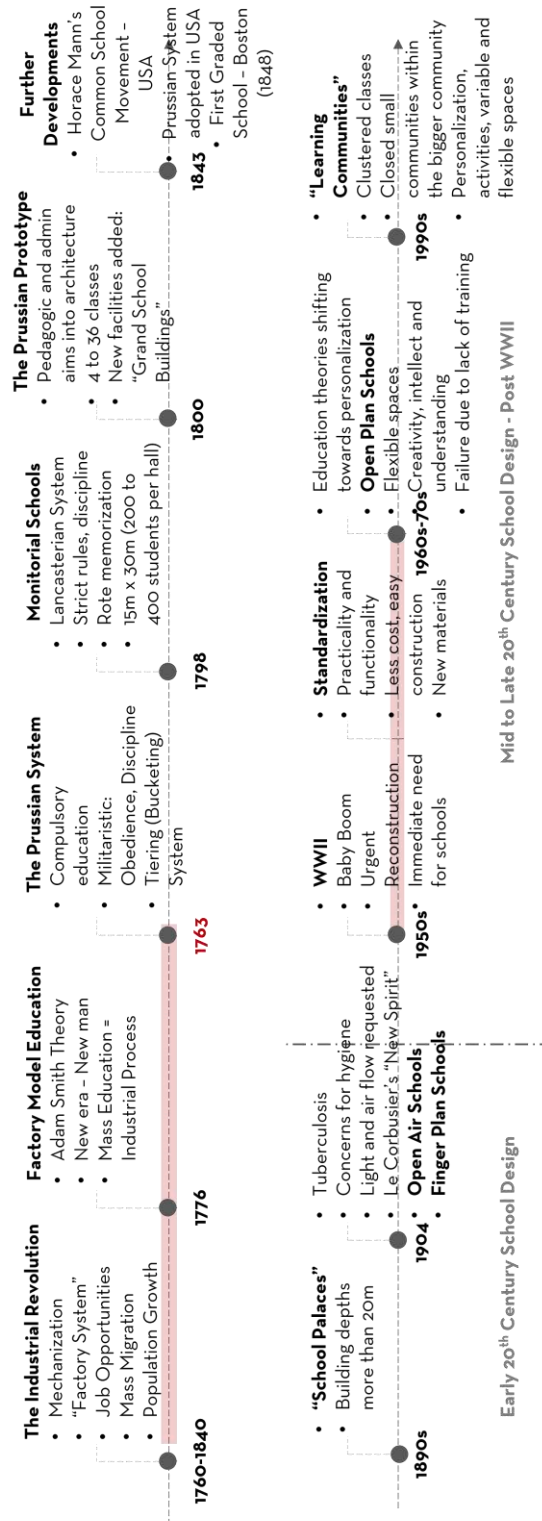 The Industrial Revolution
• Mechanization
• “Factory System”
• Job Opportunities
• Mass Migration
• Population Growth
1760-1840
Factory Model Education
• Adam Smith Theory
• New era – New man
• Mass Education =
Industrial Process
1776
The Prussian System
• Compulsory
education
• Militaristic:
Obedience, Discipline
• Tiering (Bucketing)
System
1763
Monitorial Schools
• Lancasterian System
• Strict rules, discipline
• Rote memorization
• 15m x 30m (200 to
400 students per hall)
1798
The Prussian Prototype
• Pedagogic and admin
aims into architecture
• 4 to 36 classes
• New facilities added:
“Grand School
Buildings”
1800
Further
Developments
• Horace Mann’s
Common School
Movement –
USA
• Prussian System
adopted in USA
• First Graded
School – Boston
(1848)
1843
• “School Palaces”
• Building depths
more than 20m
1890s
• Tuberculosis
• Concerns for hygiene
• Light and air flow requested
• Le Corbusier’s “New Spirit”
• Open Air Schools
• Finger Plan Schools
1904
Early 20th Century School Design
• WWII
• Baby Boom
• Urgent
Reconstruction
• Immediate need
for schools
1950s
• Standardization
• Practicality and
functionality
• Less cost, easy
construction
• New materials
• Education theories shifting
towards personalization
• Open Plan Schools
• Flexible spaces
• Creativity, intellect and
understanding
• Failure due to lack of training
1960s-70s
• “Learning
Communities”
• Clustered classes
• Closed small
communities within
the bigger community
• Personalization,
activities, variable and
flexible spaces
1990s
Mid to Late 20th Century School Design - Post WWII